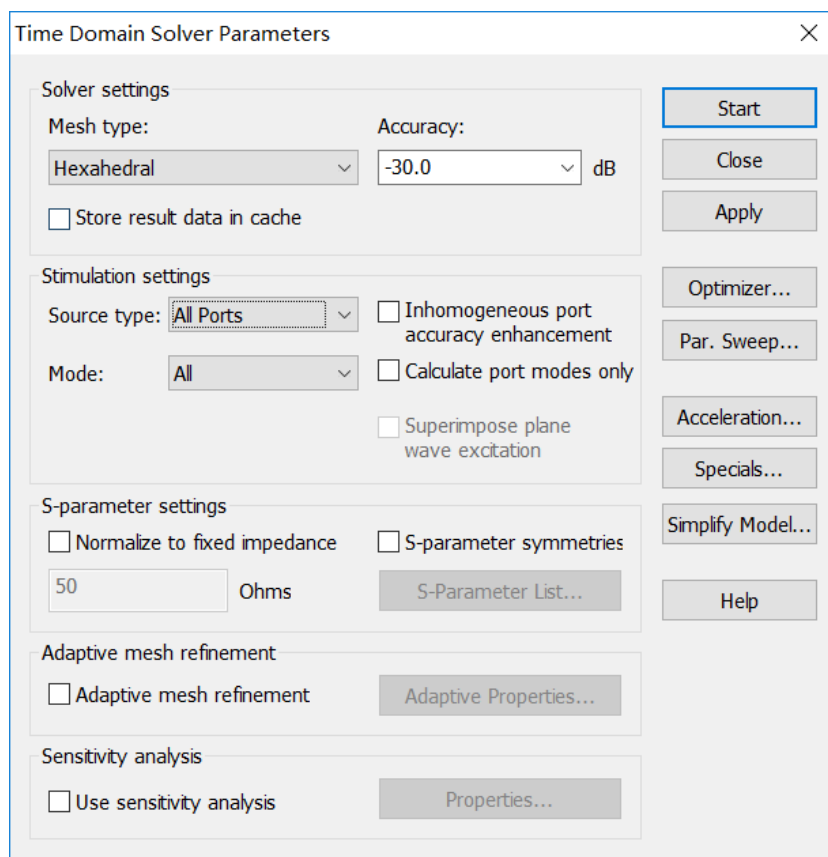 Time Domain Solver Parameters
Solver settings
Mesh type:
Accuracy:
Hexahedral
-30.0
dB
Store result data in cache
Start
Close
Apply
Stimulation settings
Source type:
All Ports
Inhomogeneous port
accuracy enhancement
Mode:
All
Calculate port modes only
Superimpose plane
wave excitation
Optimizer...
Par. Sweep...
Acceleration...
Specials...
S-parameter settings
Normalize to fixed impedance
S-parameter symmetries
50
Ohms
S-Parameter List...
Simplify Model...
Help
Adaptive mesh refinement
Adaptive mesh refinement
Adaptive Properties...
Sensitivity analysis
Use sensitivity analysis
Properties...